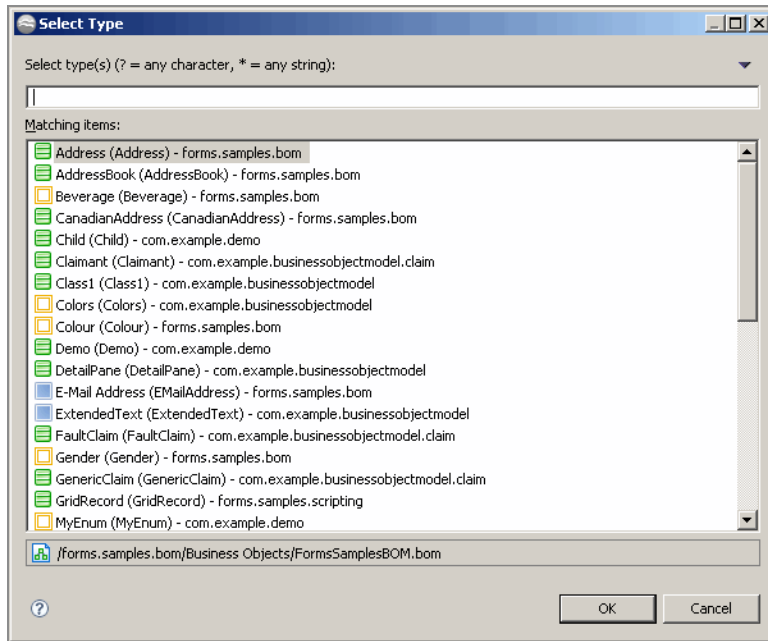 Select Type
Select type(s) (? = any character, * = any string):
Matching items:
Address (Address) - forms.samples.bom
AddressBook (AddressBook) - forms.samples.bom
Beverage (Beverage) - forms.samples.bom
CanadianAddress (CanadianAddress) - forms.samples.bom
Child (Child) - com.example.demo
Claimant (Claimant) - com.example.businessobjectmodel.claim
Class1 (Class1) - com.example.businessobjectmodel
Colors (Colors) - com.example.businessobjectmodel
Colour (Colour) - forms.samples.bom
Demo (Demo) - com.example.demo
DetailPane (DetailPane) - com.example.businessobjectmodel
E-Mail Address (EMailAddress) - forms.samples.bom
ExtendedText (ExtendedText) - com.example.businessobjectmodel
FaultClaim (FaultClaim) - com.example.businessobjectmodel.claim
Gender (Gender) - forms.samples.bom
GenericClaim (GenericClaim) - com.example.businessobjectmodel.claim
GridRecord (GridRecord) - forms.samples.scripting
MyEnum (MyEnum) - com.example.demo
/forms.samples.bom/Business Objects/FormsSamplesBOM.bom
? OK Cancel